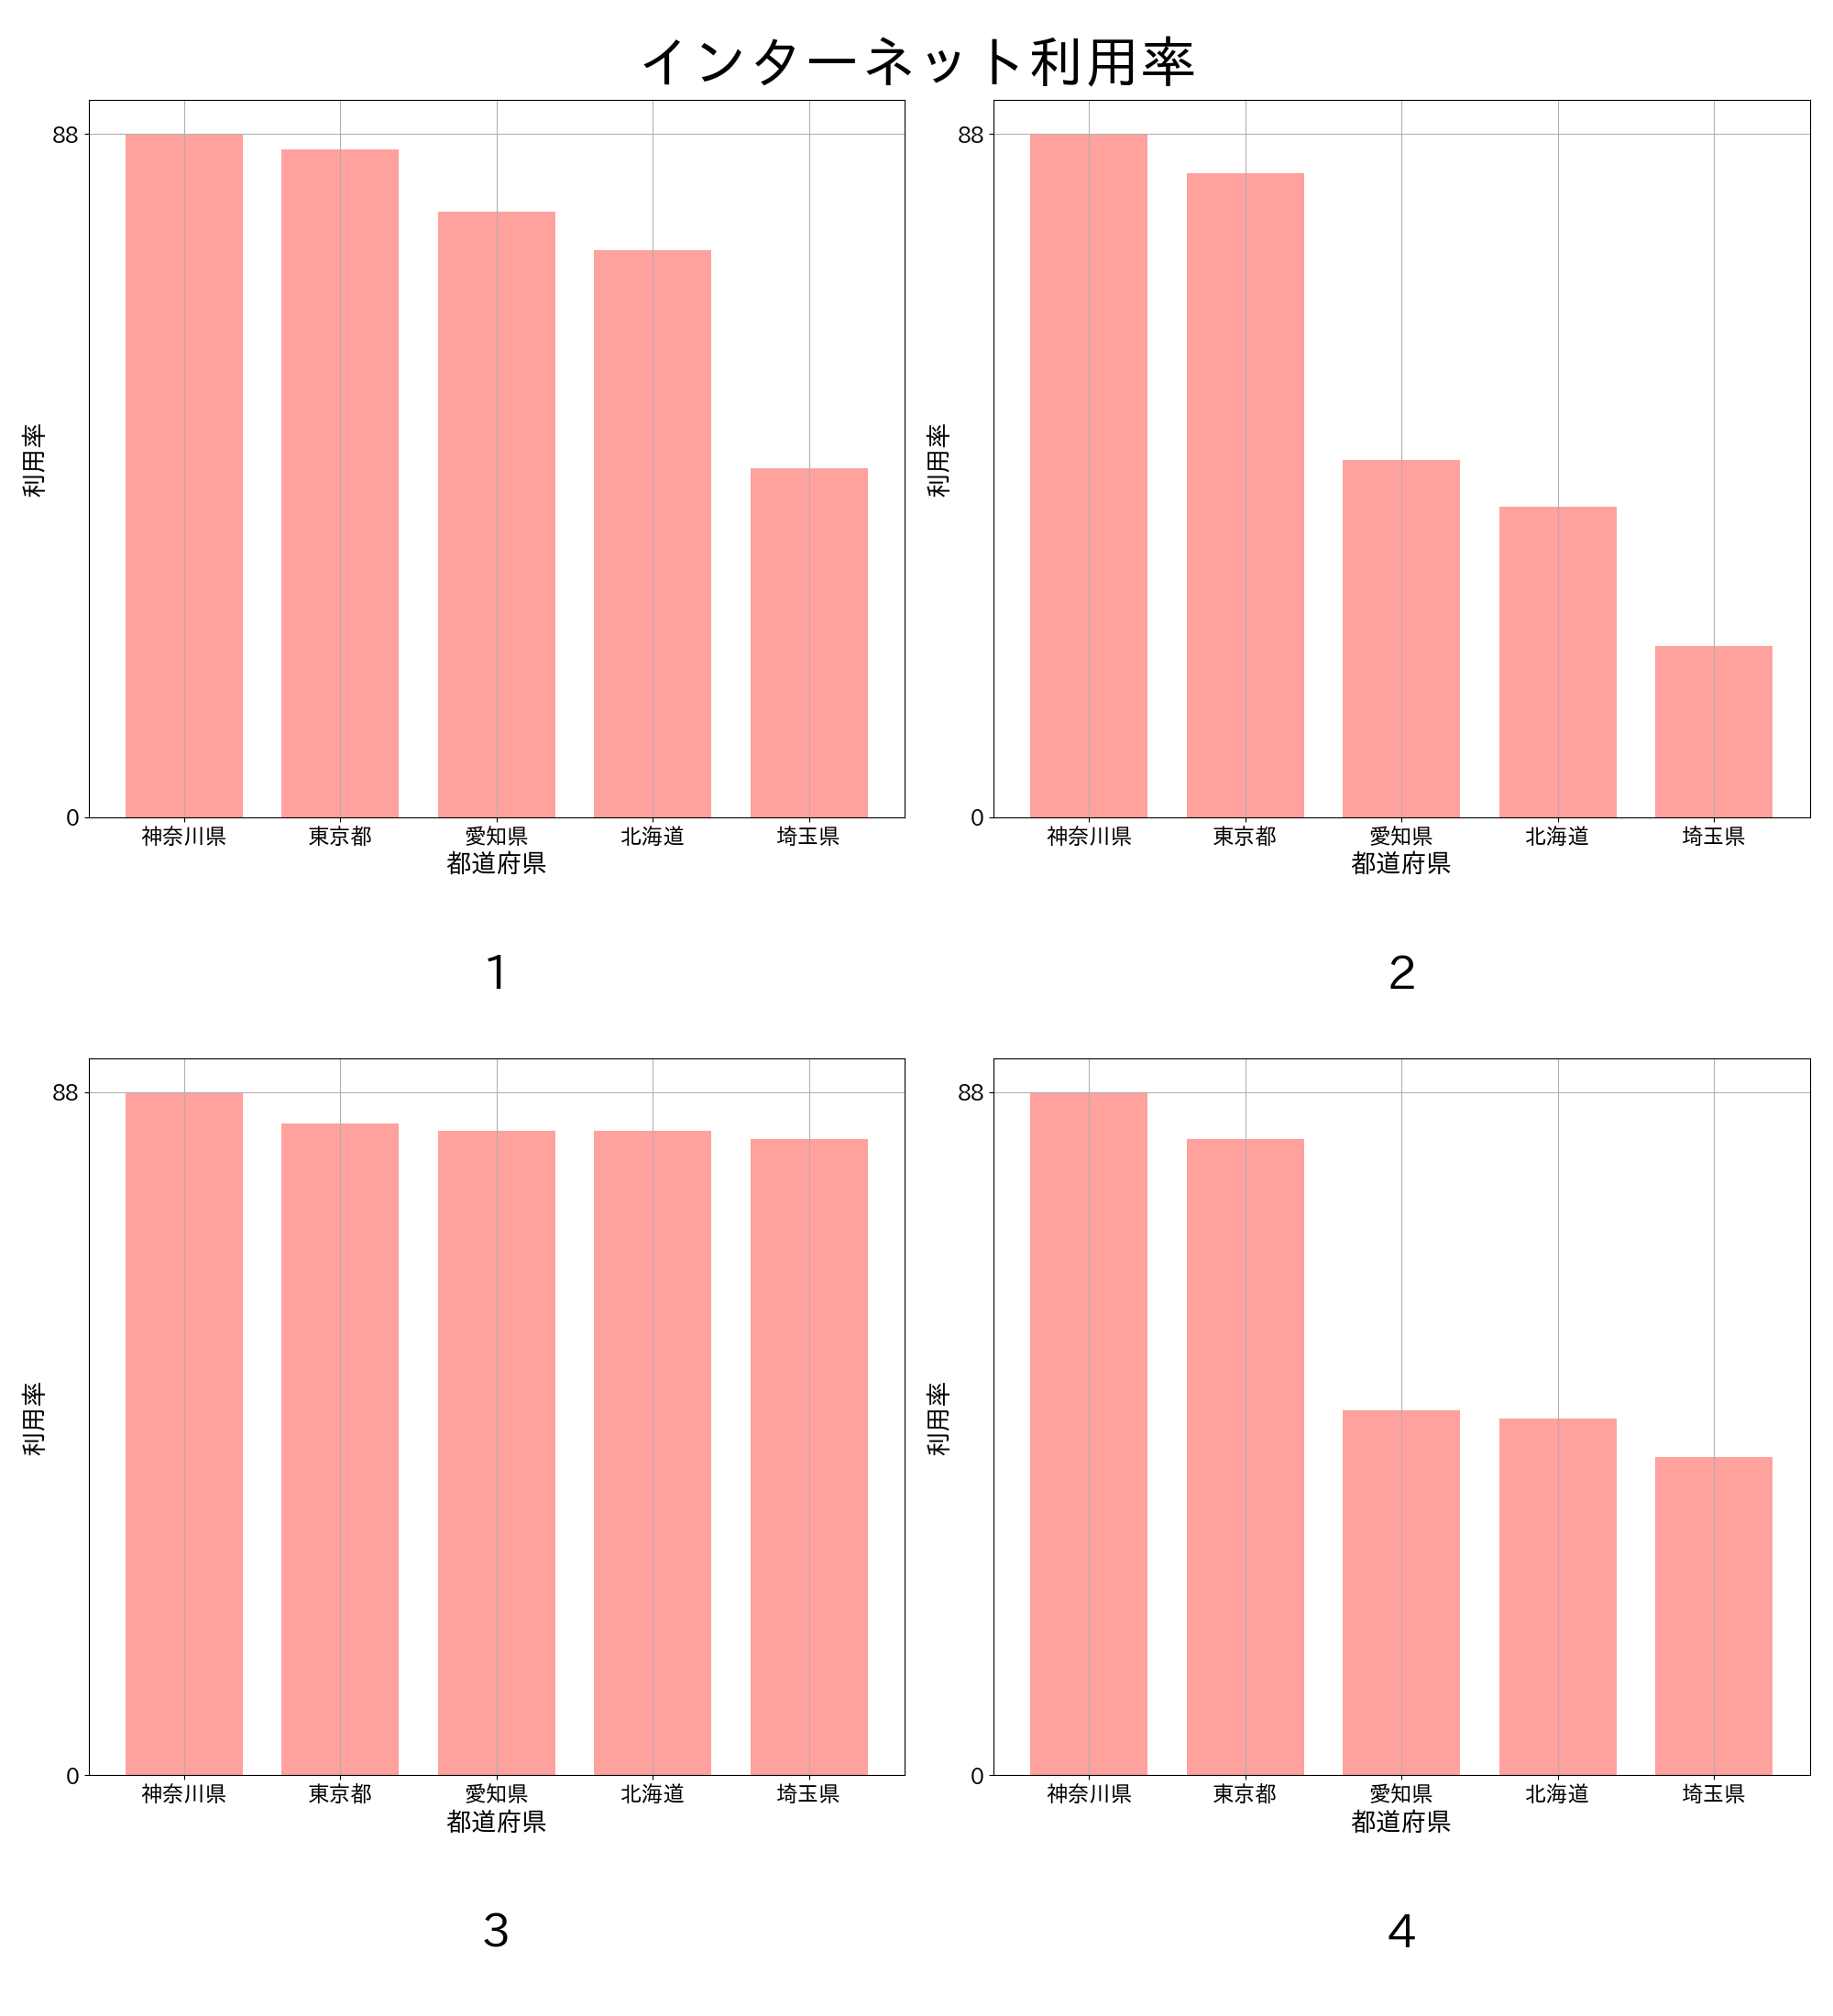 インターネット利用率
88
利用率
0
神奈川県 東京都 愛知県 北海道 埼玉県
都道府県
1
88
利用率
0
神奈川県 東京都 愛知県 北海道 埼玉県
都道府県
2
88
利用率
0
神奈川県 東京都 愛知県 北海道 埼玉県
都道府県
3
88
利用率
0
神奈川県 東京都 愛知県 北海道 埼玉県
都道府県
4